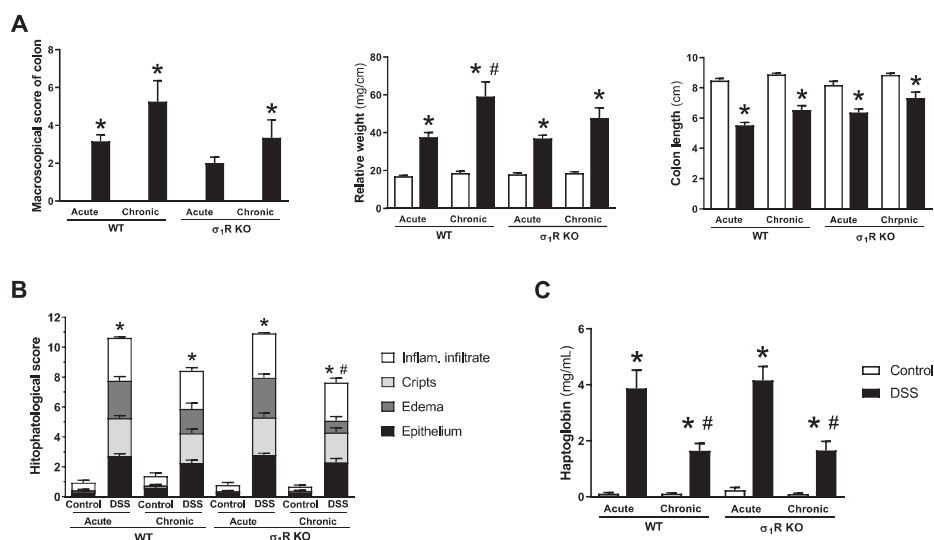 A
Macroscopical score of colon
8
6
4
2
0
* * *
Acute Chronic Acute Chronic
WT σ1R KO
Relative weight (mg/cm)
80
60
40
20
0
* * # * *
Acute Chronic Acute Chronic
WT σ1R KO
Colon length (cm)
10
8
6
4
2
0
* * * *
Acute Chronic Acute Chrpnic
WT σ1R KO
B
Hitophatological score
12
10
8
6
4
2
0
* * * * #
Control DSS Control DSS Control DSS Control DSS
Acute Chronic Acute Chronic
WT σ1R KO
Inflam. infiltrate
Cripts
Edema
Epithelium
C
Haptoglobin (mg/mL)
6
4
2
0
* * # * * #
Acute Chronic Acute Chronic
WT σ1R KO
Control
DSS